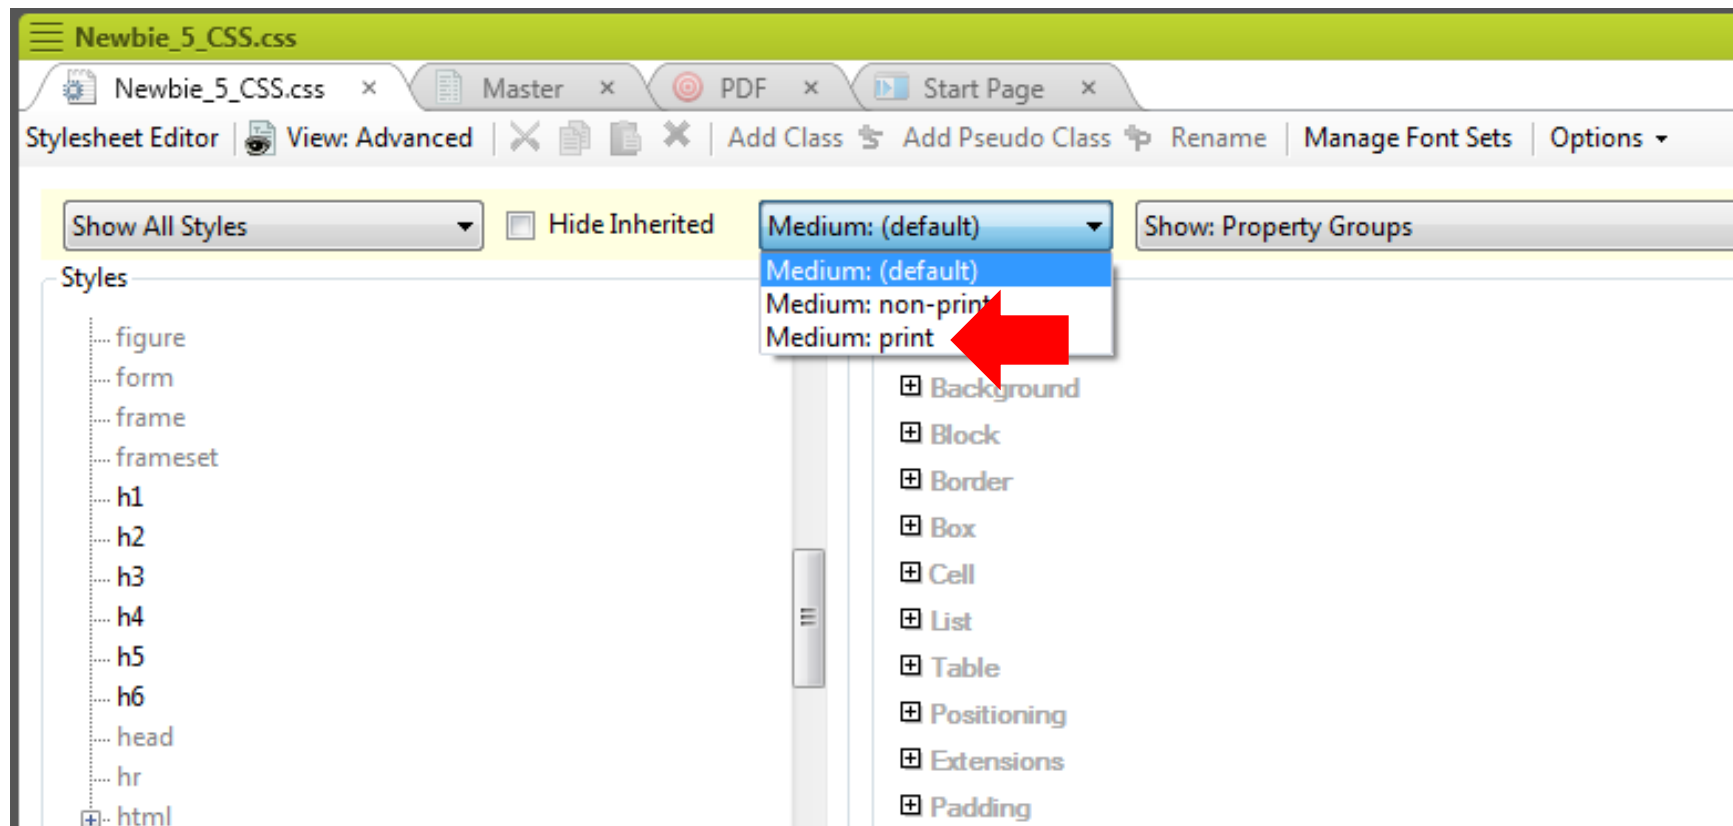 Newbie_5_CSS.css
Newbie_5_CSS.css × Master × PDF × Start Page ×
Stylesheet Editor View: Advanced Add Class Add Pseudo Class Rename Manage Font Sets Options
Show All Styles Hide Inherited Medium: (default) Show: Property Groups
Styles
Medium: (default)
Medium: non-print
Medium: print
figure
form
frame
frameset
h1
h2
h3
h4
h5
h6
head
hr
html
Background
Block
Border
Box
Cell
List
Table
Positioning
Extensions
Padding